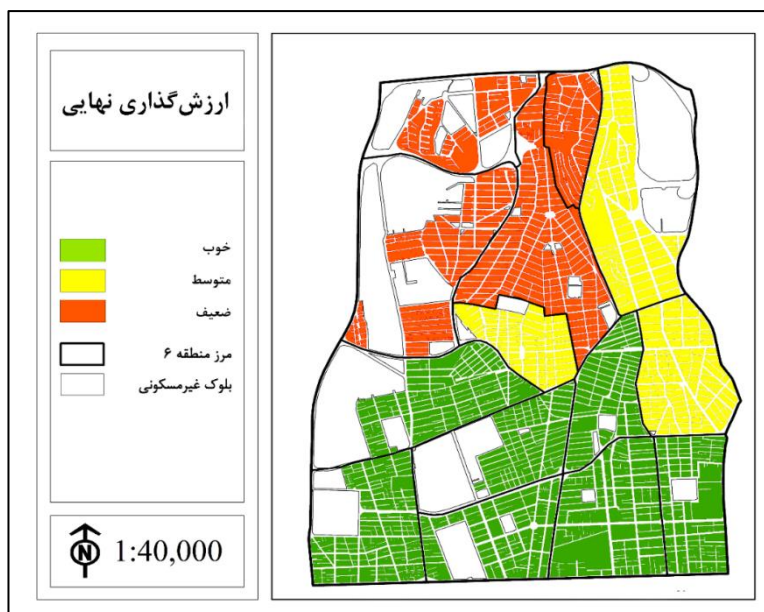 ارزش‌گذاری نهایی
خوب
متوسط
ضعیف
مرز منطقه ۶
بلوک غیرمسکونی
N 1:40,000